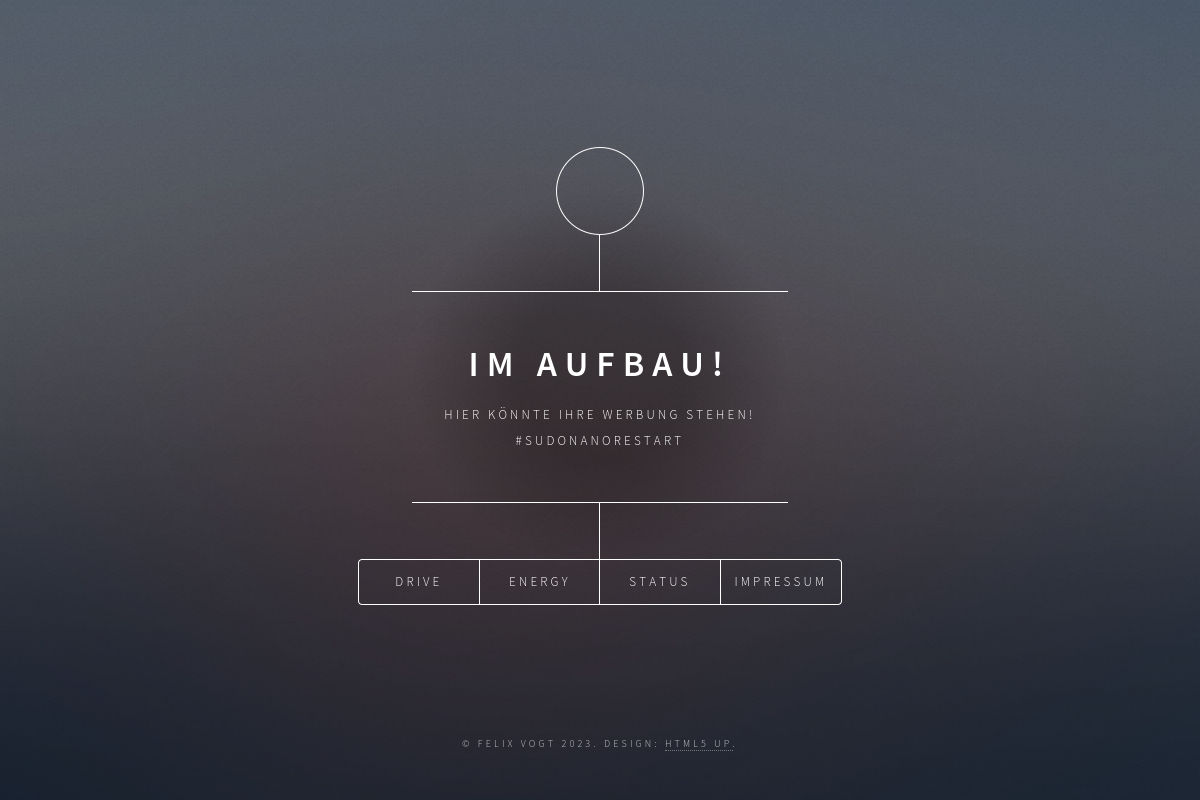 IM AUFBAU!
HIER KÖNNTE IHRE WERBUNG STEHEN!
#SUDONANORESTART
DRIVE ENERGY STATUS IMPRESSUM
© FELIX VOGT 2023. DESIGN: HTML5 UP.